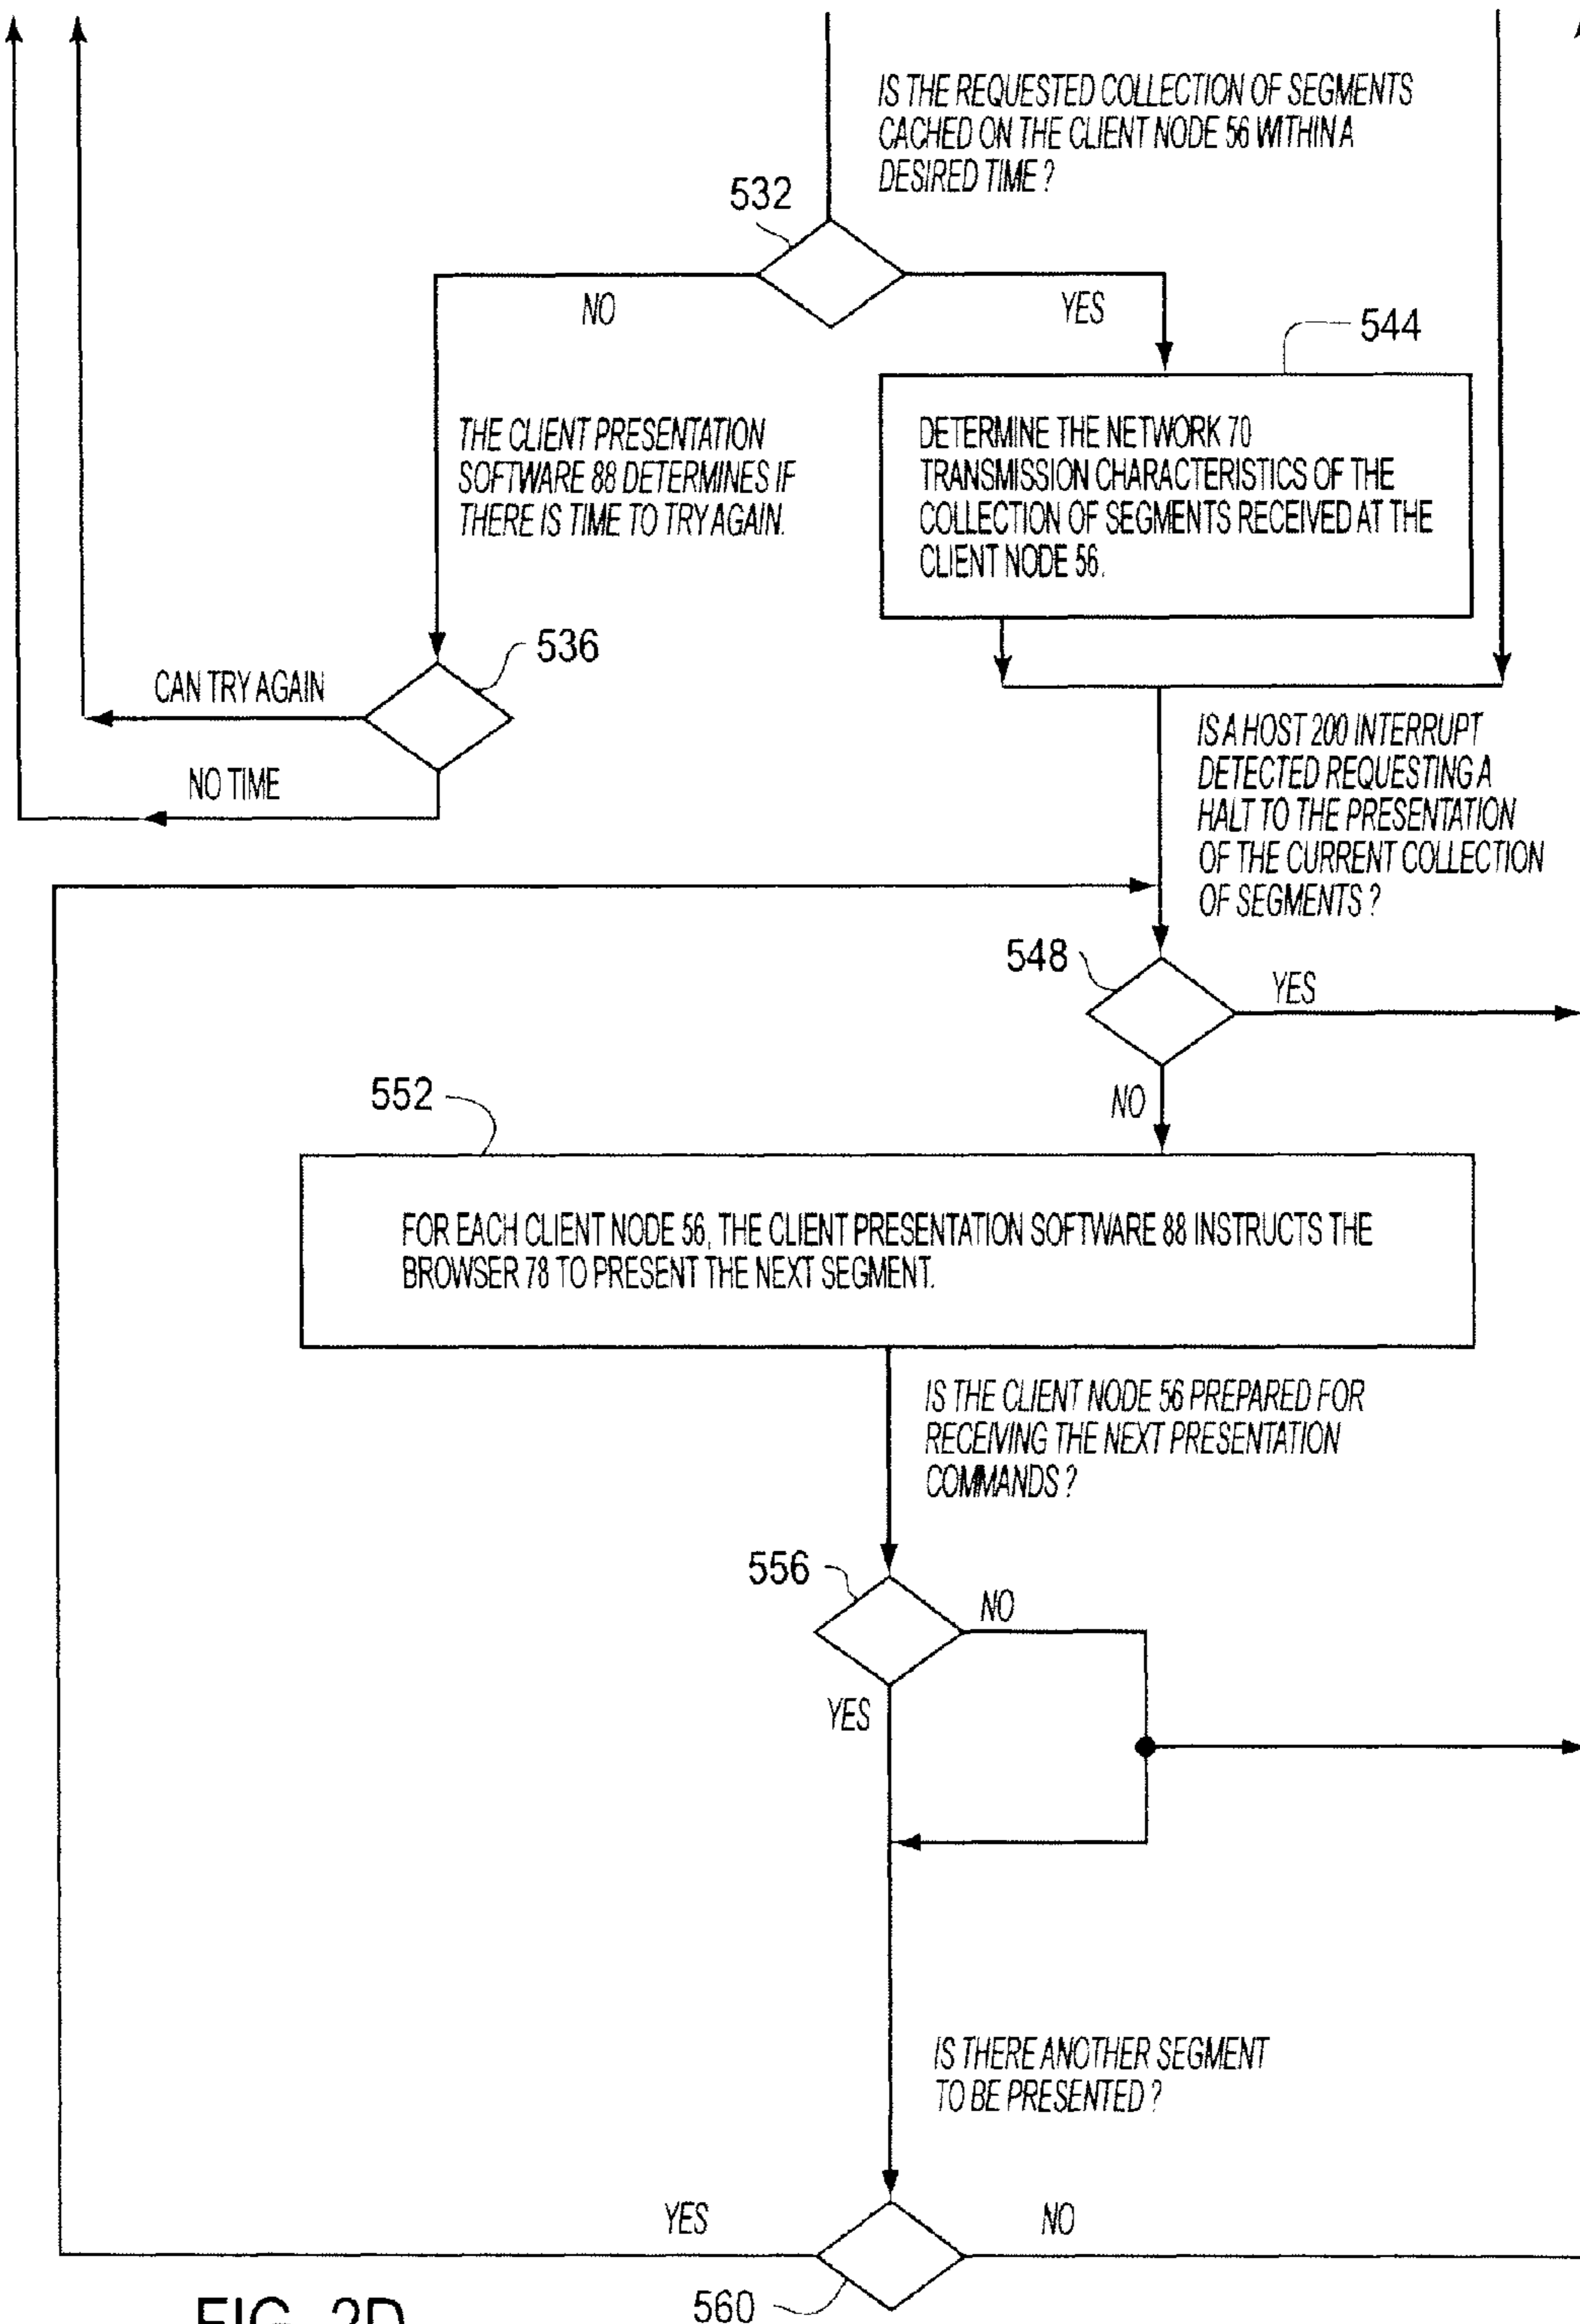 IS THE REQUESTED COLLECTION OF SEGMENTS
CACHED ON THE CLIENT NODE 56 WITHIN A
DESIRED TIME ?
532
NO
YES
544
THE CLIENT PRESENTATION
SOFTWARE 88 DETERMINES IF
THERE IS TIME TO TRY AGAIN.
DETERMINE THE NETWORK 70
TRANSMISSION CHARACTERISTICS OF THE
COLLECTION OF SEGMENTS RECEIVED AT THE
CLIENT NODE 56.
536
CAN TRY AGAIN
NO TIME
IS A HOST 200 INTERRUPT
DETECTED REQUESTING A
HALT TO THE PRESENTATION
OF THE CURRENT COLLECTION
OF SEGMENTS ?
548
YES
NO
552
FOR EACH CLIENT NODE 56, THE CLIENT PRESENTATION SOFTWARE 88 INSTRUCTS THE
BROWSER 78 TO PRESENT THE NEXT SEGMENT.
IS THE CLIENT NODE 56 PREPARED FOR
RECEIVING THE NEXT PRESENTATION
COMMANDS ?
556
NO
YES
IS THERE ANOTHER SEGMENT
TO BE PRESENTED ?
YES
NO
560
FIG. 2D